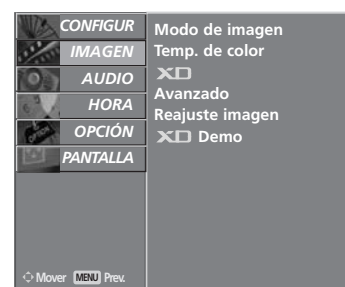 CONFIGUR
IMAGEN
AUDIO
HORA
OPCIÓN
PANTALLA
Mover MENU Prev.
Modo de imagen
Temp. de color
XD
Avanzado
Reajuste imagen
XD Demo